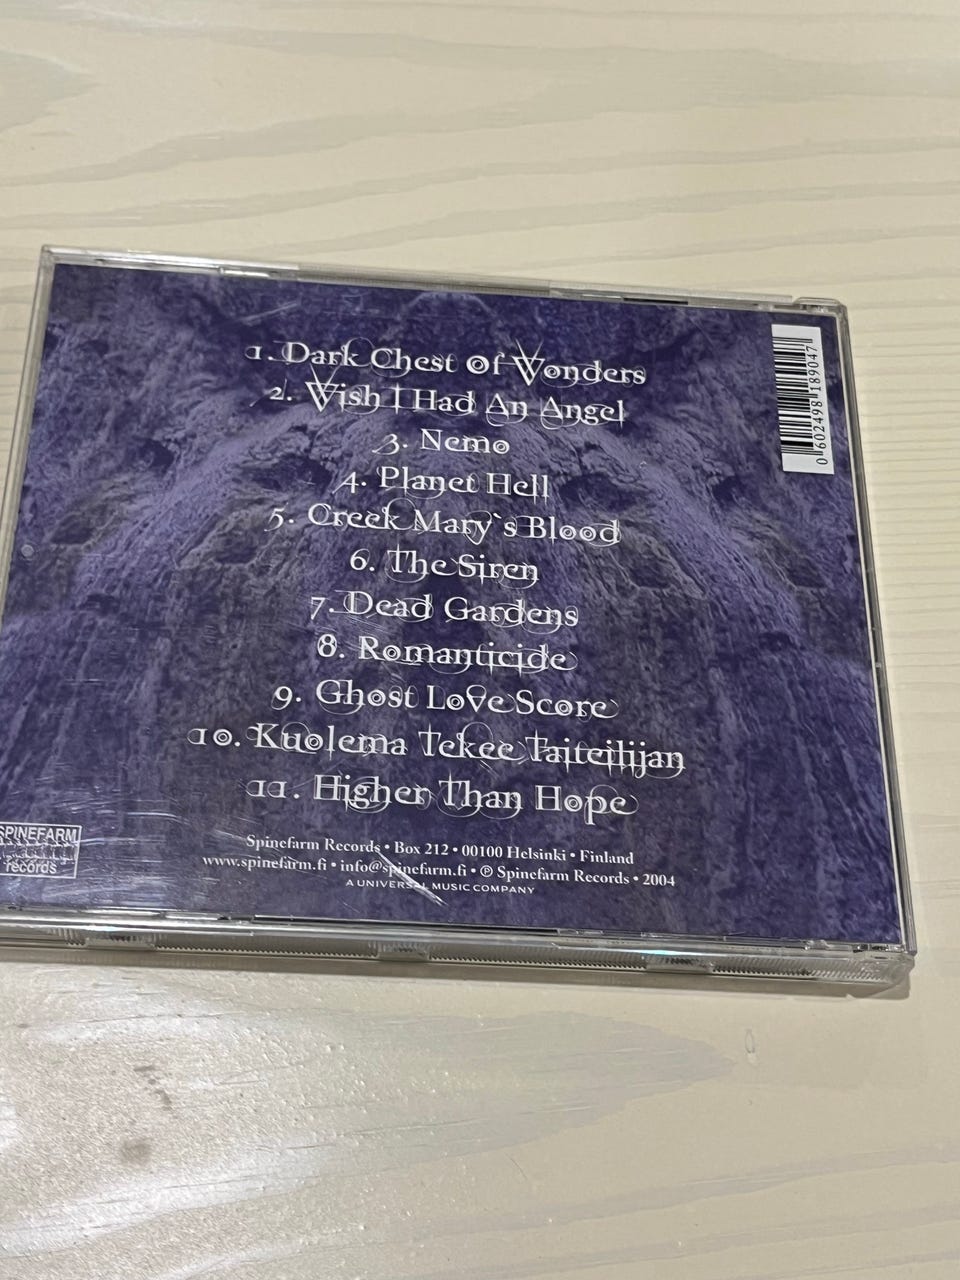 1. Dark Chest Of Wonders
2. Wish I Had An Angel
3. Nemo
4. Planet Hell
5. Creek Mary`s Blood
6. The Siren
7. Dead Gardens
8. Romanticide
9. Ghost Love Score
10. Kuolema Tekee Taiteilijan
11. Higher Than Hope
Spinefarm Records • Box 212 • 00100 Helsinki • Finland
www.spinefarm.fi • info@spinefarm.fi • ℗ Spinefarm Records • 2004
A UNIVERSAL MUSIC COMPANY
SPINEFARM
records
0 602498 189047